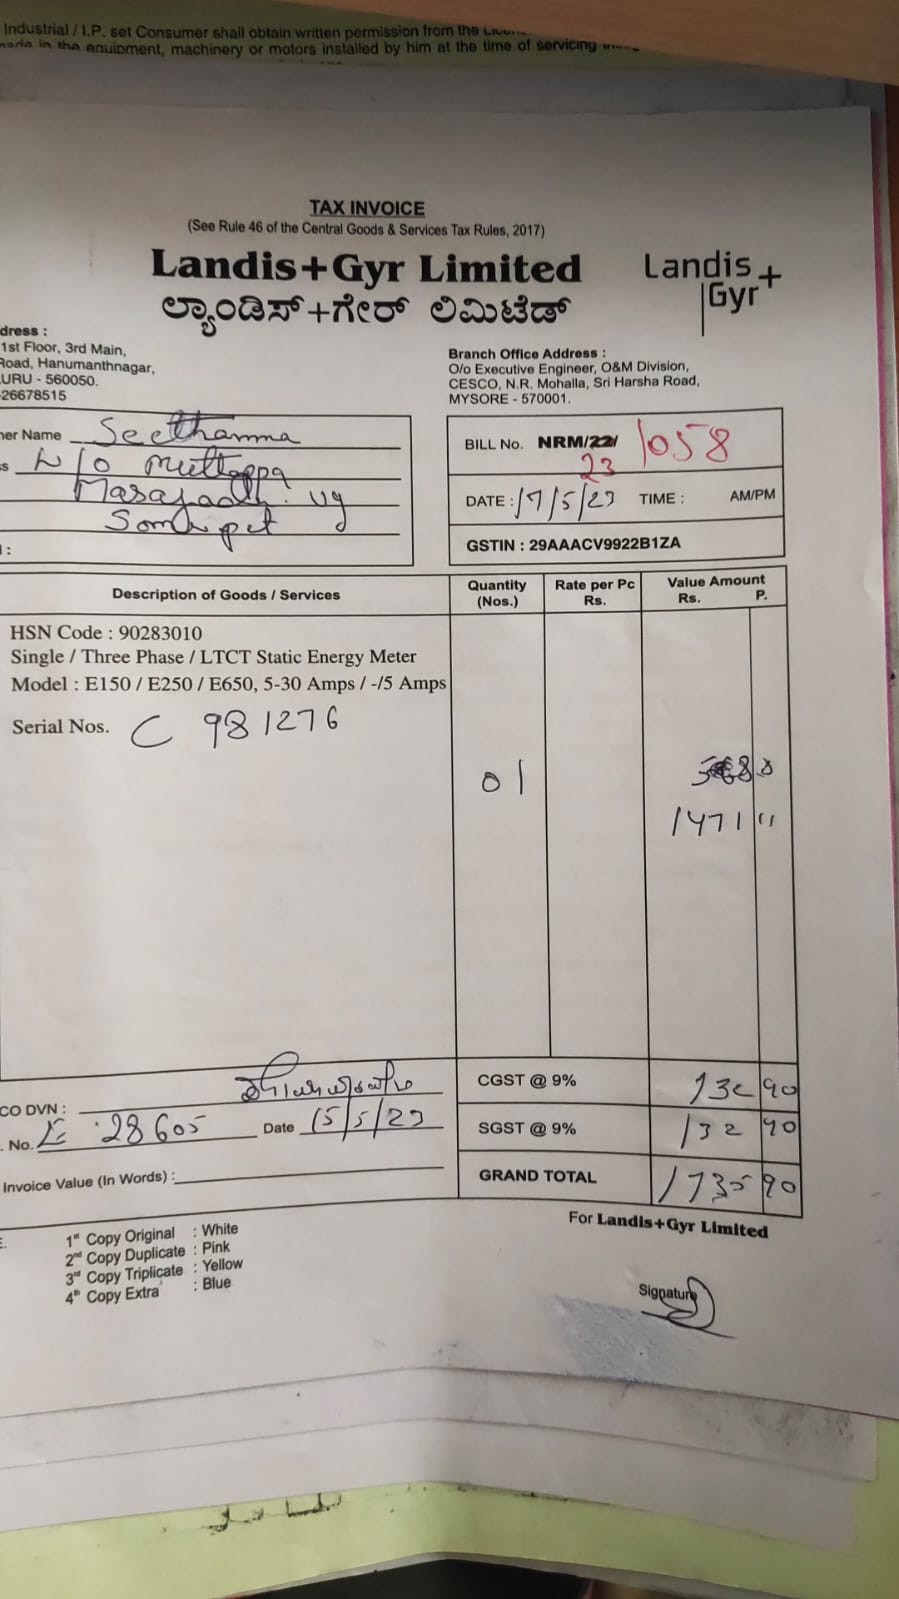 Industrial / I.P. set Consumer shall obtain written permission from the
in the equipment, machinery or motors installed by him at the time of servicing
TAX INVOICE
(See Rule 46 of the Central Goods & Services Tax Rules, 2017)
Landis+Gyr Limited
ಲ್ಯಾಂಡಿಸ್+ಗೇರ್ ಲಿಮಿಟೆಡ್
Landis
Gyr+
dress :
1st Floor, 3rd Main,
Road, Hanumanthnagar,
URU - 560050.
26678515
Branch Office Address :
O/o Executive Engineer, O&M Division,
CESCO, N.R. Mohalla, Sri Harsha Road,
MYSORE - 570001.
er Name Seethamma
s W/o Muttappa
vg
Somwarpet
:
BILL No. NRM/22/ 1058
23
DATE : 17/5/23 TIME : AM/PM
GSTIN : 29AAACV9922B1ZA
Description of Goods / Services
Quantity (Nos.)
Rate per Pc Rs.
Value Amount Rs. P.
HSN Code : 90283010
Single / Three Phase / LTCT Static Energy Meter
Model : E150 / E250 / E650, 5-30 Amps / -/5 Amps
Serial Nos. C 981276
01
1471 "
CGST @ 9% 132 90
CO DVN :
. No. 28605 Date 15/5/23
SGST @ 9% 132 90
Invoice Value (In Words) :
GRAND TOTAL 1735 90
1st Copy Original : White
2nd Copy Duplicate : Pink
3rd Copy Triplicate : Yellow
4th Copy Extra : Blue
For Landis+Gyr Limited
Signature